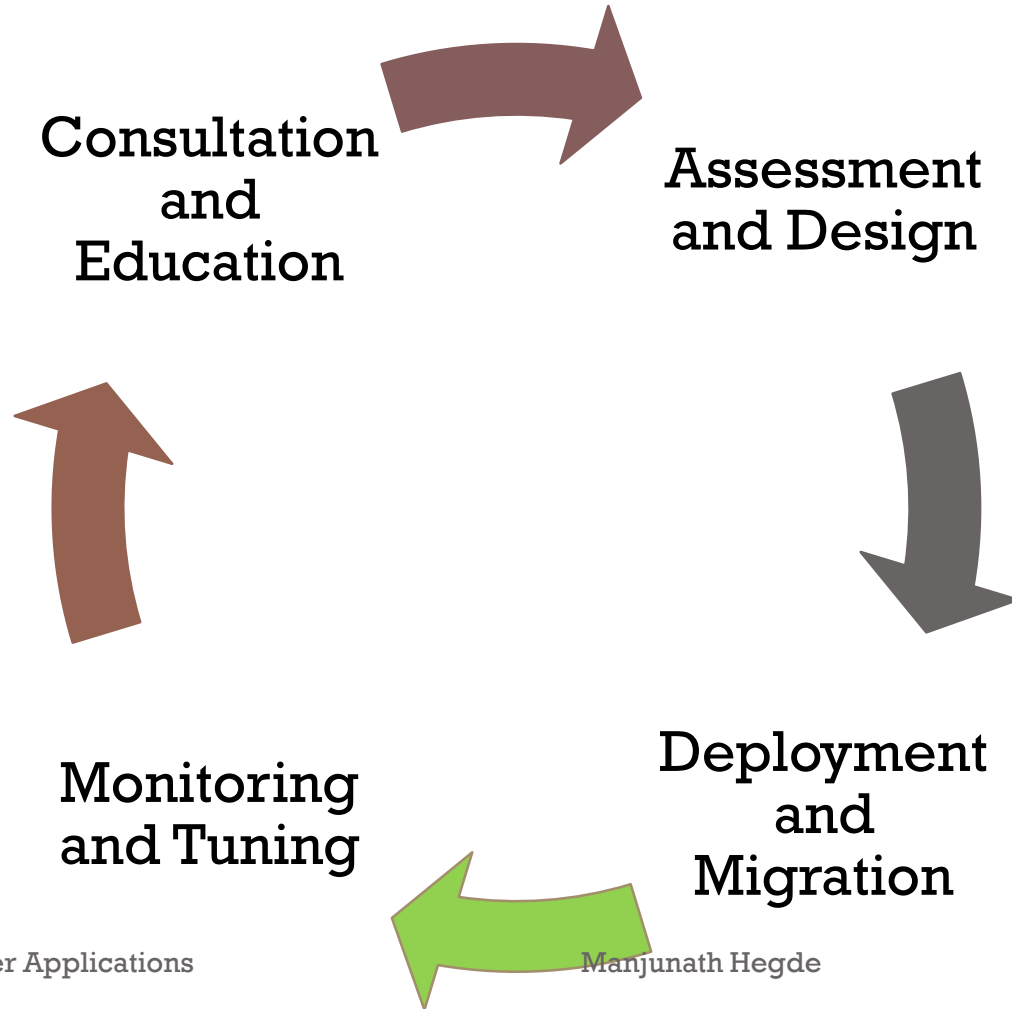 Consultation
and
Education
Assessment
and Design
Deployment
and
Migration
Monitoring
and Tuning
Applications
Manjunath Hegde